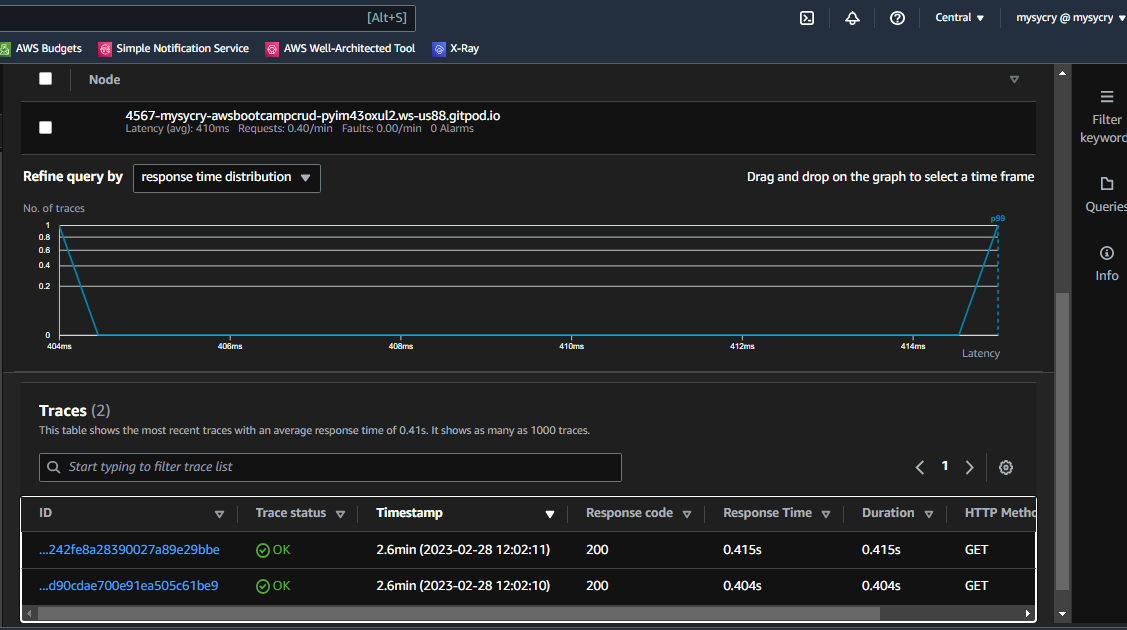 [Alt+S]
Central
mysycry @ mysycry
AWS Budgets
Simple Notification Service
AWS Well-Architected Tool
X-Ray
Node
4567-mysycry-awsbootcampcrud-pyim43oxul2.ws-us88.gitpod.io
Latency (avg): 410ms Requests: 0.40/min Faults: 0.00/min 0 Alarms
Filter
keyword
Queries
Info
Refine query by response time distribution
Drag and drop on the graph to select a time frame
No. of traces
p99
1
0.8
0.6
0.4
0.2
0
404ms 406ms 408ms 410ms 412ms 414ms
Latency
Traces (2)
This table shows the most recent traces with an average response time of 0.41s. It shows as many as 1000 traces.
Start typing to filter trace list
1
ID Trace status Timestamp Response code Response Time Duration HTTP Metho
...242fe8a28390027a89e29bbe OK 2.6min (2023-02-28 12:02:11) 200 0.415s 0.415s GET
...d90cdae700e91ea505c61be9 OK 2.6min (2023-02-28 12:02:10) 200 0.404s 0.404s GET